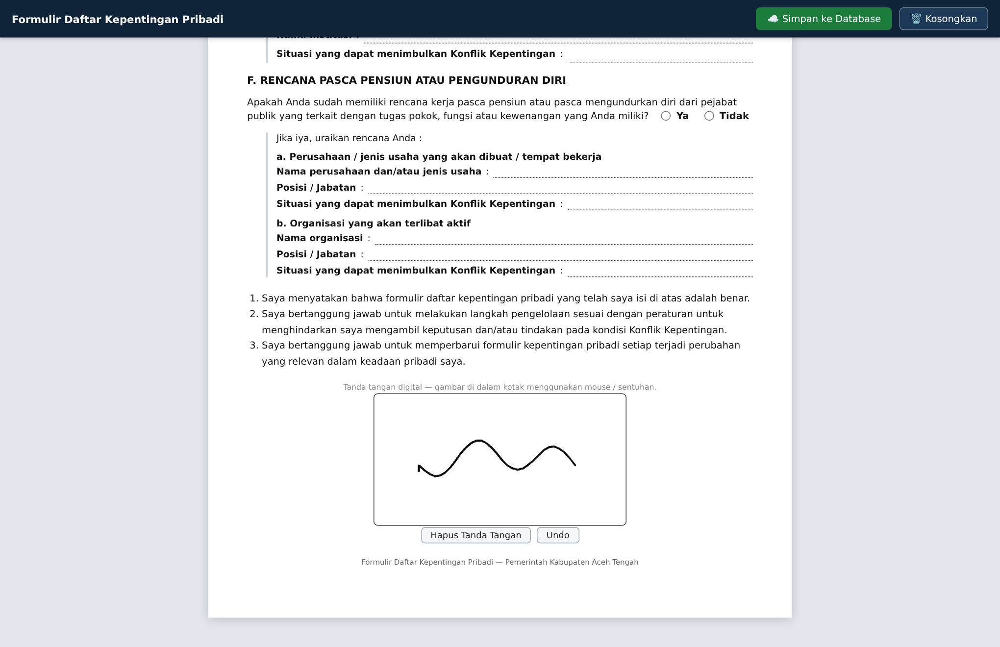 Formulir Daftar Kepentingan Pribadi
Simpan ke Database
Kosongkan
Situasi yang dapat menimbulkan Konflik Kepentingan :
F. RENCANA PASCA PENSIUN ATAU PENGUNDURAN DIRI
Apakah Anda sudah memiliki rencana kerja pasca pensiun atau pasca mengundurkan diri dari pejabat
publik yang terkait dengan tugas pokok, fungsi atau kewenangan yang Anda miliki? Ya Tidak
Jika iya, uraikan rencana Anda :
a. Perusahaan / jenis usaha yang akan dibuat / tempat bekerja
Nama perusahaan dan/atau jenis usaha :
Posisi / Jabatan :
Situasi yang dapat menimbulkan Konflik Kepentingan :
b. Organisasi yang akan terlibat aktif
Nama organisasi :
Posisi / Jabatan :
Situasi yang dapat menimbulkan Konflik Kepentingan :
1. Saya menyatakan bahwa formulir daftar kepentingan pribadi yang telah saya isi di atas adalah benar.
2. Saya bertanggung jawab untuk melakukan langkah pengelolaan sesuai dengan peraturan untuk
menghindarkan saya mengambil keputusan dan/atau tindakan pada kondisi Konflik Kepentingan.
3. Saya bertanggung jawab untuk memperbarui formulir kepentingan pribadi setiap terjadi perubahan
yang relevan dalam keadaan pribadi saya.
Tanda tangan digital — gambar di dalam kotak menggunakan mouse / sentuhan.
Hapus Tanda Tangan
Undo
Formulir Daftar Kepentingan Pribadi — Pemerintah Kabupaten Aceh Tengah